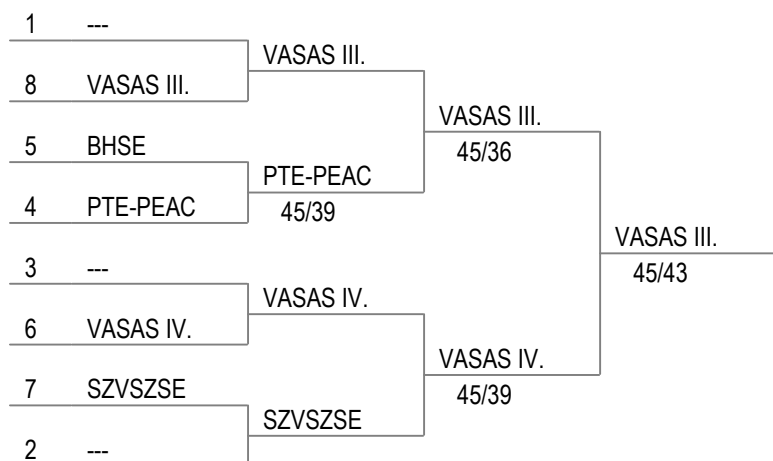 1 ---
VASAS III.
8 VASAS III.
VASAS III.
45/36
5 BHSE
PTE-PEAC
45/39
4 PTE-PEAC
VASAS III.
45/43
3 ---
VASAS IV.
6 VASAS IV.
VASAS IV.
45/39
7 SZVSZSE
SZVSZSE
2 ---